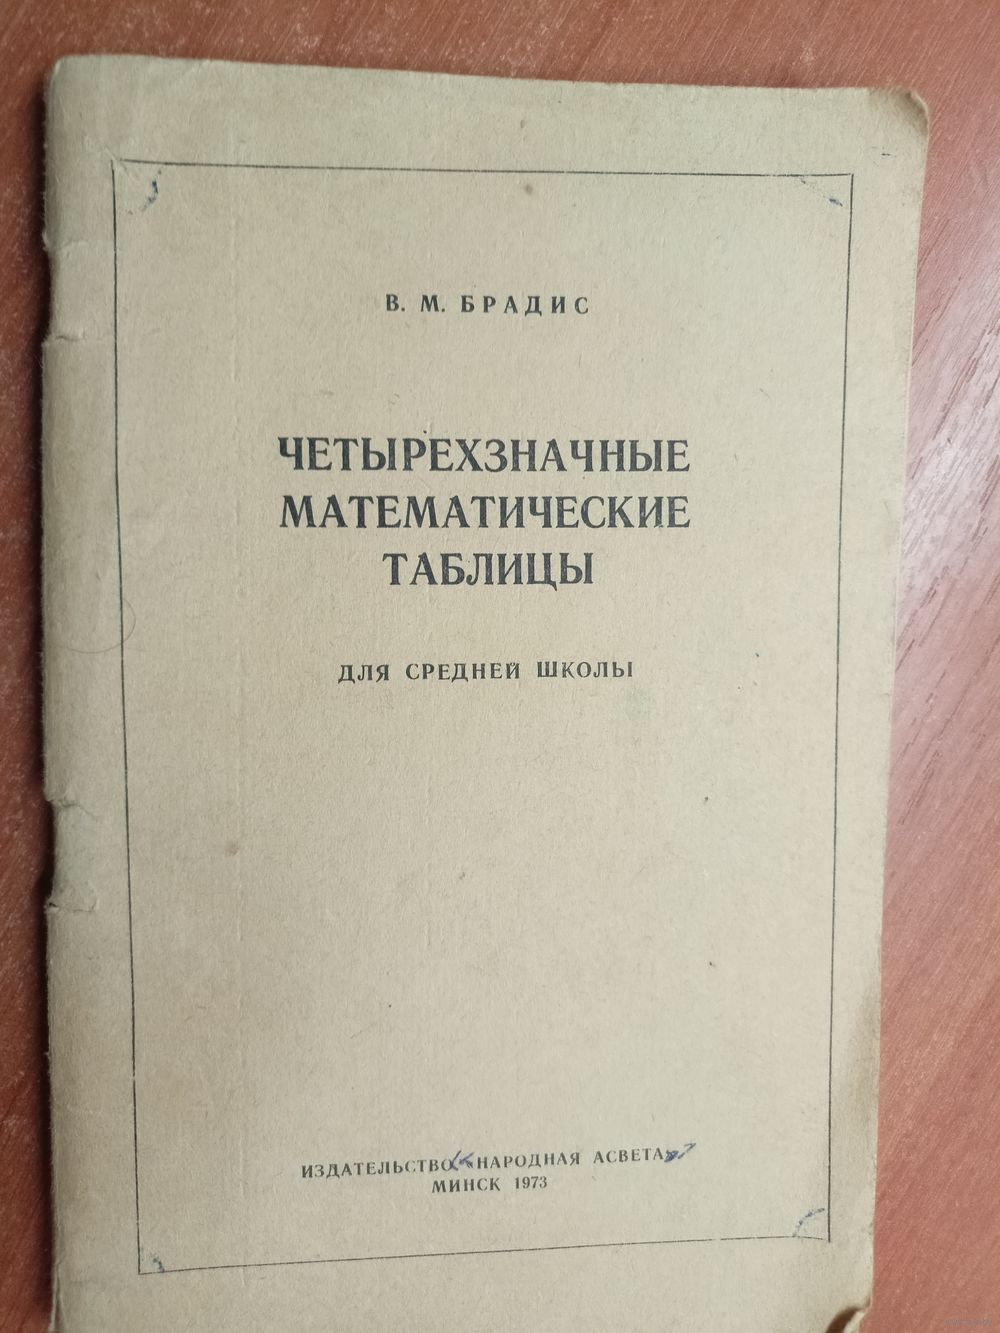 В. М. БРАДИС
ЧЕТЫРЕХЗНАЧНЫЕ
МАТЕМАТИЧЕСКИЕ
ТАБЛИЦЫ
ДЛЯ СРЕДНЕЙ ШКОЛЫ
ИЗДАТЕЛЬСТВО «НАРОДНАЯ АСВЕТА»
МИНСК 1973